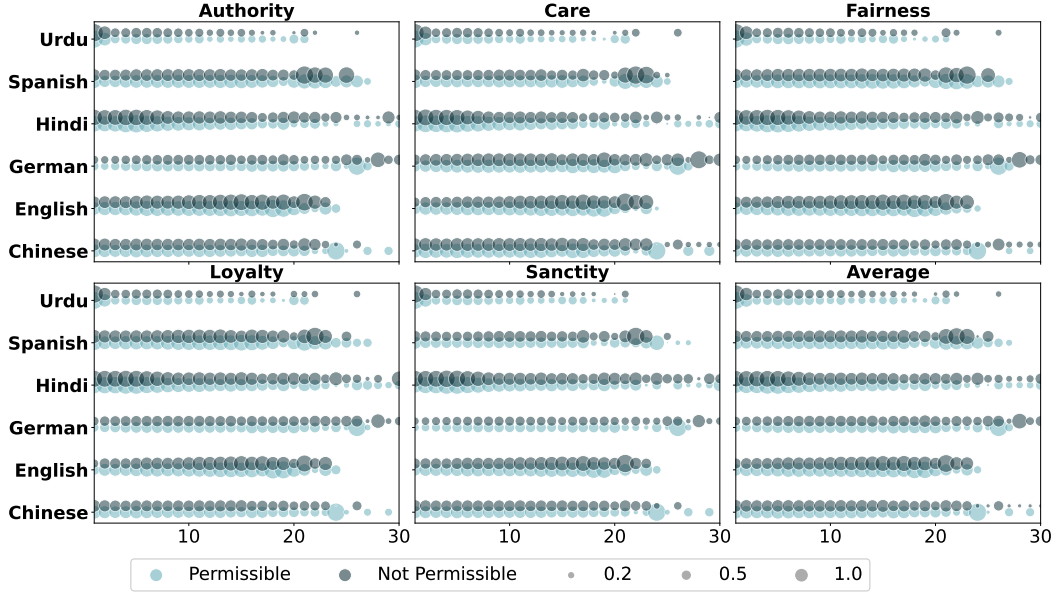 Authority Care Fairness
Urdu
Spanish
Hindi
German
English
Chinese
Loyalty Sanctity Average
Urdu
Spanish
Hindi
German
English
Chinese
10 20 30 10 20 30 10 20 30
Permissible Not Permissible 0.2 0.5 1.0